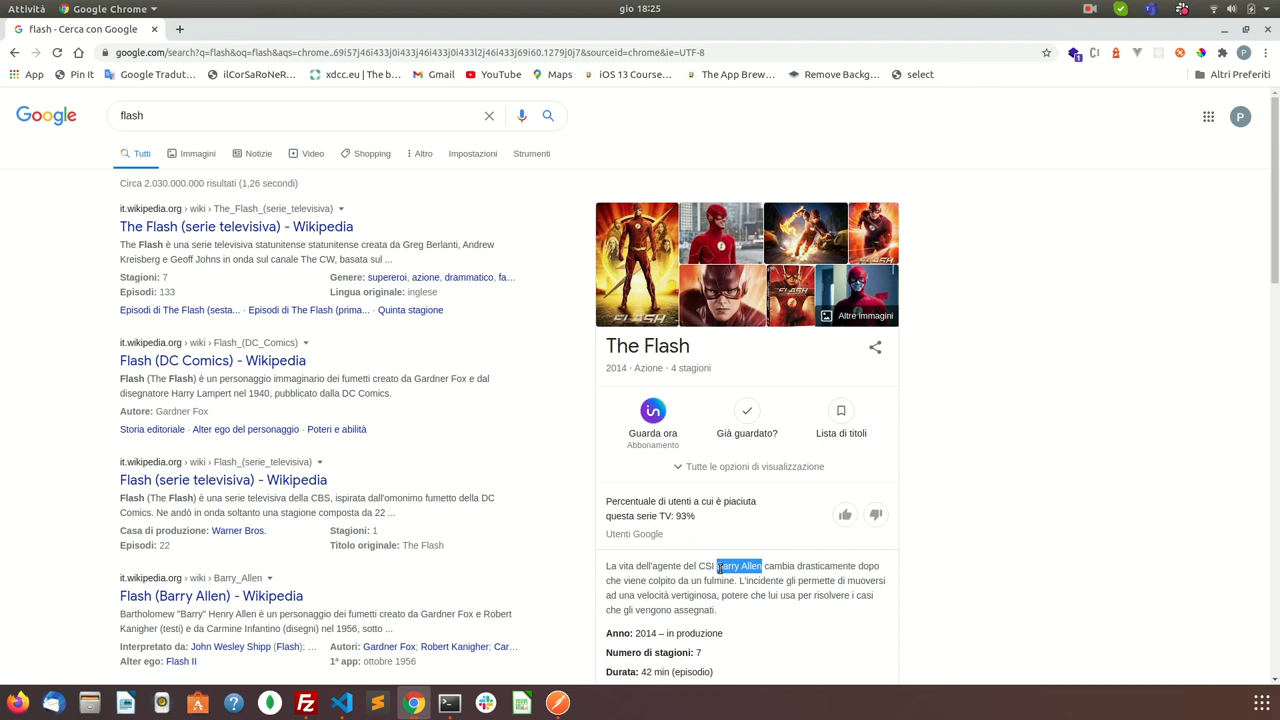 Attività
Google Chrome
gio 18:25
flash - Cerca con Google
google.com/search?q=flash&oq=flash&aqs=chrome..69i57j46i433j0i433j46i433j0i433l2j46i433j69i60.1279j0j7&sourceid=chrome&ie=UTF-8
App
Pin It
Google Tradut...
ilCorSaRoNeR...
xdcc.eu | The b...
Gmail
YouTube
Maps
iOS 13 Course...
The App Brew...
Remove Backg...
select
Altri Preferiti
Google
flash
P
Tutti
Immagini
Notizie
Video
Shopping
Altro
Impostazioni
Strumenti
Circa 2.030.000.000 risultati (1,26 secondi)
it.wikipedia.org › wiki › The_Flash_(serie_televisiva)
The Flash (serie televisiva) - Wikipedia
The Flash è una serie televisiva statunitense statunitense creata da Greg Berlanti, Andrew
Kreisberg e Geoff Johns in onda sul canale The CW, basata sul ...
Stagioni: 7
Genere: supereroi, azione, drammatico, fa...
Episodi: 133
Lingua originale: inglese
Episodi di The Flash (sesta... · Episodi di The Flash (prima... · Quinta stagione
it.wikipedia.org › wiki › Flash_(DC_Comics)
Flash (DC Comics) - Wikipedia
Flash (The Flash) è un personaggio immaginario dei fumetti creato da Gardner Fox e dal
disegnatore Harry Lampert nel 1940, pubblicato dalla DC Comics.
Autore: Gardner Fox
Storia editoriale · Alter ego del personaggio · Poteri e abilità
it.wikipedia.org › wiki › Flash_(serie_televisiva)
Flash (serie televisiva) - Wikipedia
Flash (The Flash) è una serie televisiva della CBS, ispirata dall'omonimo fumetto della DC
Comics. Ne andò in onda soltanto una stagione composta da 22 ...
Casa di produzione: Warner Bros.
Stagioni: 1
Episodi: 22
Titolo originale: The Flash
it.wikipedia.org › wiki › Barry_Allen
Flash (Barry Allen) - Wikipedia
Bartholomew "Barry" Henry Allen è un personaggio dei fumetti creato da Gardner Fox e Robert
Kanigher (testi) e da Carmine Infantino (disegni) nel 1956, sotto ...
Interpretato da: John Wesley Shipp (Flash); ...
Autori: Gardner Fox; Robert Kanigher; Car...
Alter ego: Flash II
1ª app: ottobre 1956
FLASH
Altre immagini
The Flash
2014 · Azione · 4 stagioni
Guarda ora
Abbonamento
Già guardato?
Lista di titoli
Tutte le opzioni di visualizzazione
Percentuale di utenti a cui è piaciuta
questa serie TV: 93%
Utenti Google
La vita dell'agente del CSI Barry Allen cambia drasticamente dopo
che viene colpito da un fulmine. L'incidente gli permette di muoversi
ad una velocità vertiginosa, potere che lui usa per risolvere i casi
che gli vengono assegnati.
Anno: 2014 – in produzione
Numero di stagioni: 7
Durata: 42 min (episodio)